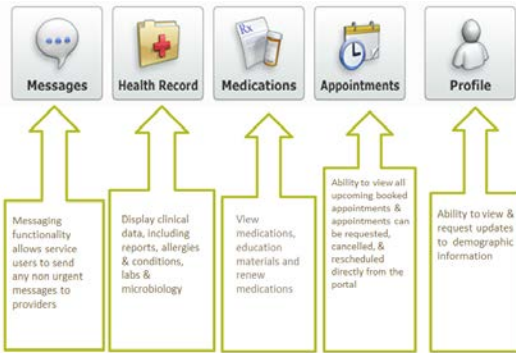 Messages
Health Record
Rx
Medications
Appointments
Profile
Messaging
functionality
allows service
users to send
any non urgent
messages to
providers
Display clinical
data, including
reports, allergies
& conditions,
labs &
microbiology
View
medications,
education
materials and
renew
medications
Ability to view all
upcoming booked
appointments &
appointments can
be requested,
cancelled, &
rescheduled
directly from the
portal
Ability to view &
request updates
to demographic
information